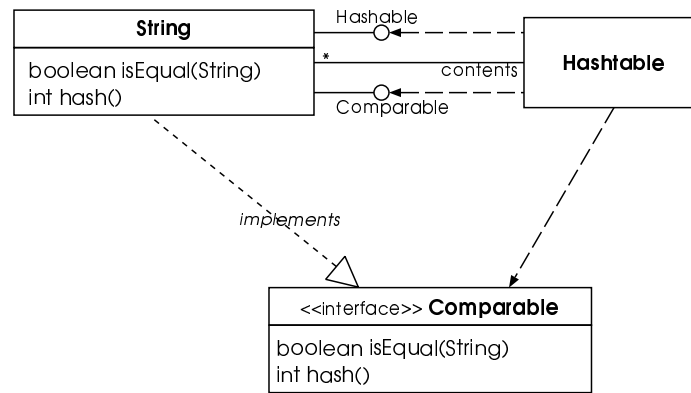 String
boolean isEqual(String)
int hash()
Hashable
*
contents
Comparable
Hashtable
implements
<<interface>> Comparable
boolean isEqual(String)
int hash()